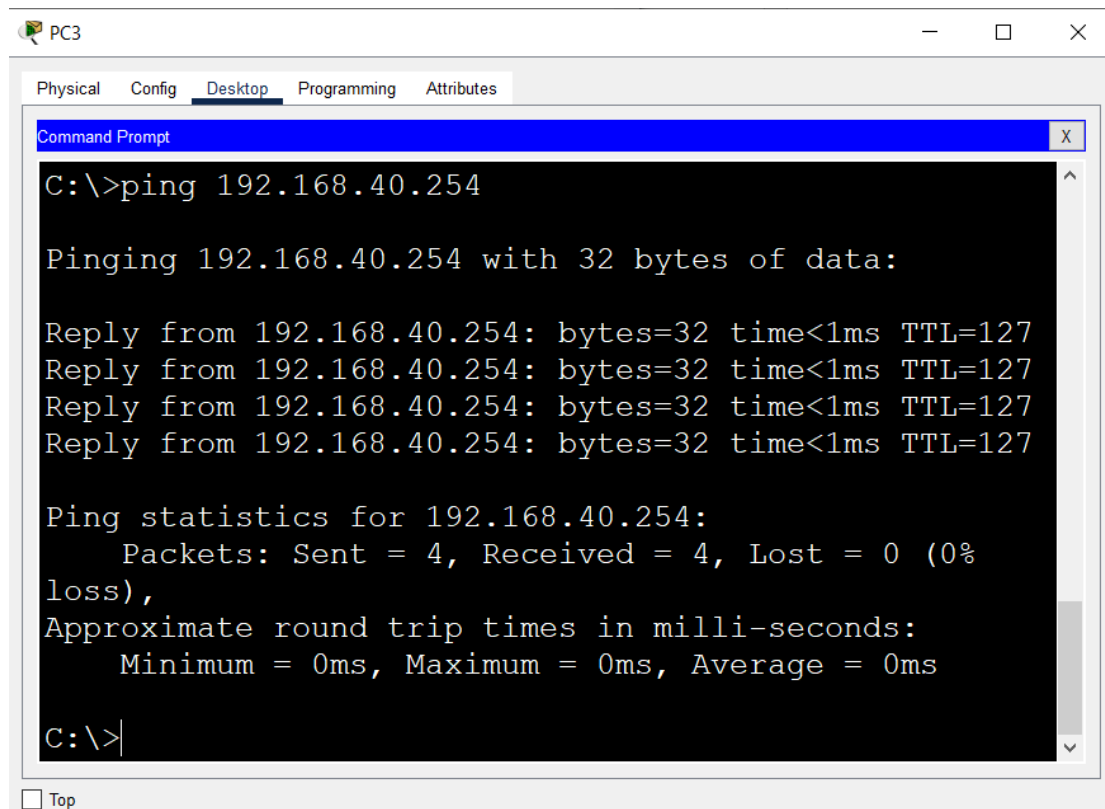 PC3
Physical Config Desktop Programming Attributes
Command Prompt X
C:\>ping 192.168.40.254
Pinging 192.168.40.254 with 32 bytes of data:
Reply from 192.168.40.254: bytes=32 time<1ms TTL=127
Reply from 192.168.40.254: bytes=32 time<1ms TTL=127
Reply from 192.168.40.254: bytes=32 time<1ms TTL=127
Reply from 192.168.40.254: bytes=32 time<1ms TTL=127
Ping statistics for 192.168.40.254:
Packets: Sent = 4, Received = 4, Lost = 0 (0%
loss),
Approximate round trip times in milli-seconds:
Minimum = 0ms, Maximum = 0ms, Average = 0ms
C:\>
Top